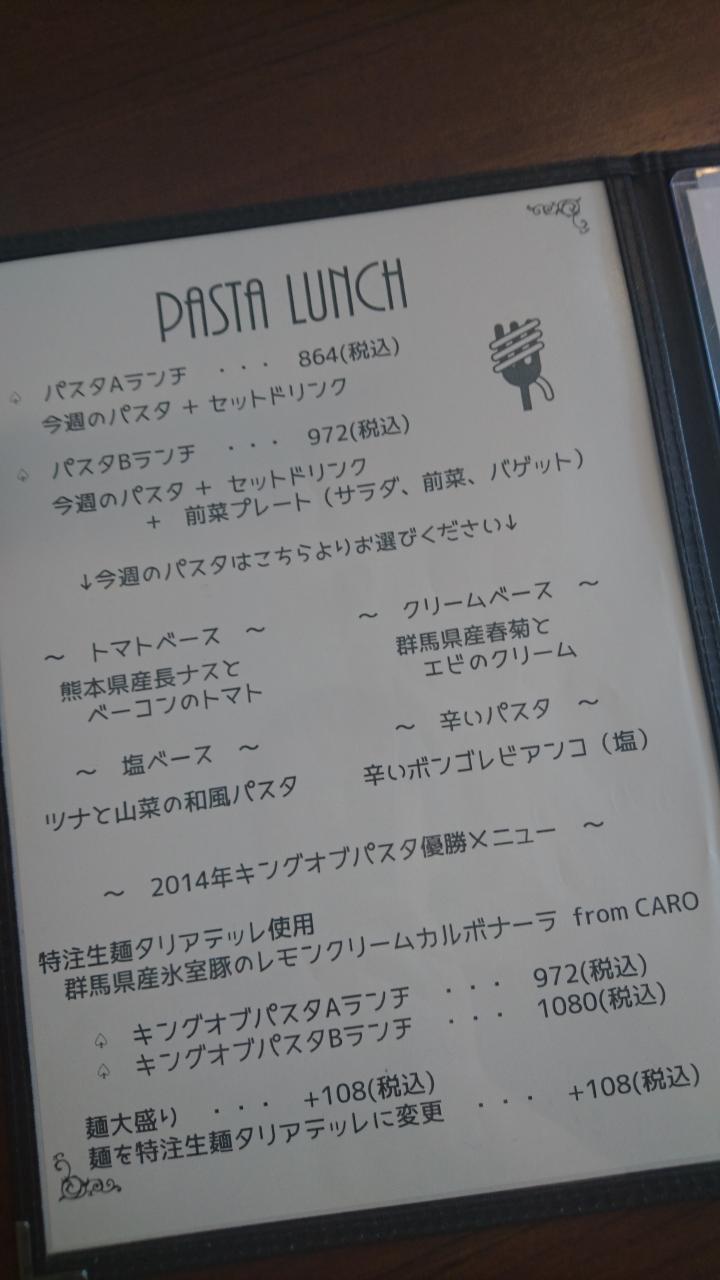 PASTA LUNCH
♤ パスタAランチ ・・・ 864(税込)
今週のパスタ + セットドリンク
♤ パスタBランチ ・・・ 972(税込)
今週のパスタ + セットドリンク
+ 前菜プレート（サラダ、前菜、バゲット）
↓今週のパスタはこちらよりお選びください↓
～ トマトベース ～
熊本県産長ナスと
ベーコンのトマト
～ クリームベース ～
群馬県産春菊と
エビのクリーム
～ 塩ベース ～
ツナと山菜の和風パスタ
～ 辛いパスタ ～
辛いボンゴレビアンコ（塩）
～ 2014年キングオブパスタ優勝メニュー ～
特注生麺タリアテッレ使用
群馬県産氷室豚のレモンクリームカルボナーラ from CARO
♤ キングオブパスタAランチ ・・・ 972(税込)
♤ キングオブパスタBランチ ・・・ 1080(税込)
麺大盛り ・・・ +108(税込)
麺を特注生麺タリアテッレに変更 ・・・ +108(税込)